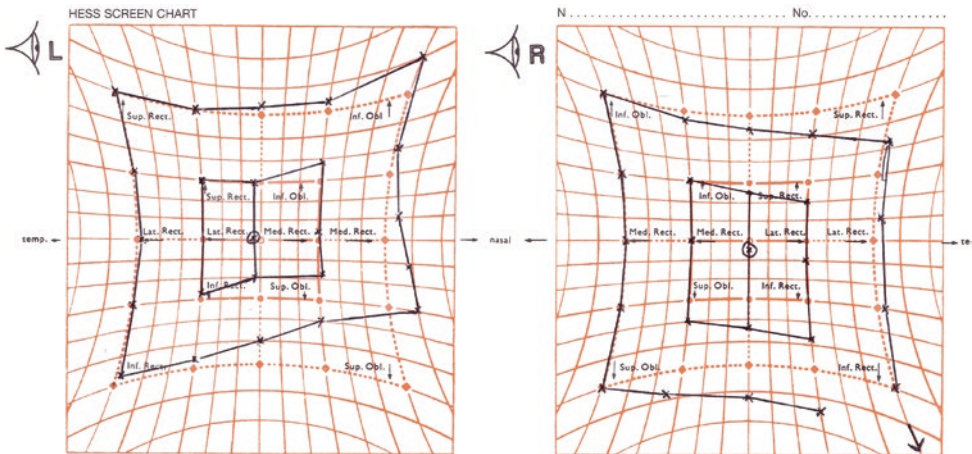 HESS SCREEN CHART
L
Sup. Rect. Inf. Obl
Sup. Rect. Inf. Obl.
temp. Lat. Rect. Lat. Rect. Med. Rect. Med. Rect. nasal
Inf. Rect. Sup. Obl.
Inf. Rect. Sup. Obl.
N.............................. No...................
R
Inf. Obl. Sup. Rect.
Inf. Obl. Sup. Rect.
Med. Rect. Med. Rect. Lat. Rect. Lat. Rect. te
Sup. Obl. Inf. Rect.
Sup. Obl. Inf. Rect.